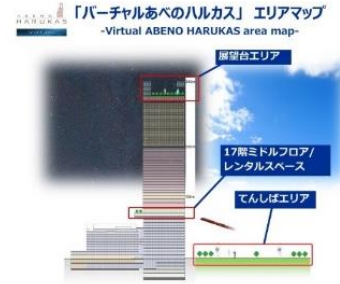 ABENO
HARUKAS
「バーチャルあべのハルカス」 エリアマップ
-Virtual ABENO HARUKAS area map-
展望台エリア
17階ミドルフロア/
レンタルスペース
てんしばエリア